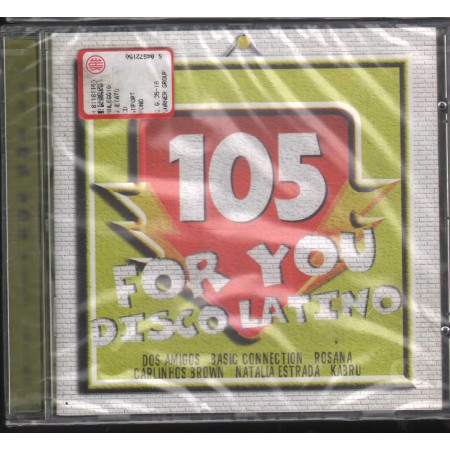 105
FOR YOU
DISCO LATINO
DOS AMIGOS BASIC CONNECTION ROSANA
CARLINHOS BROWN NATALIA ESTRADA KABRU